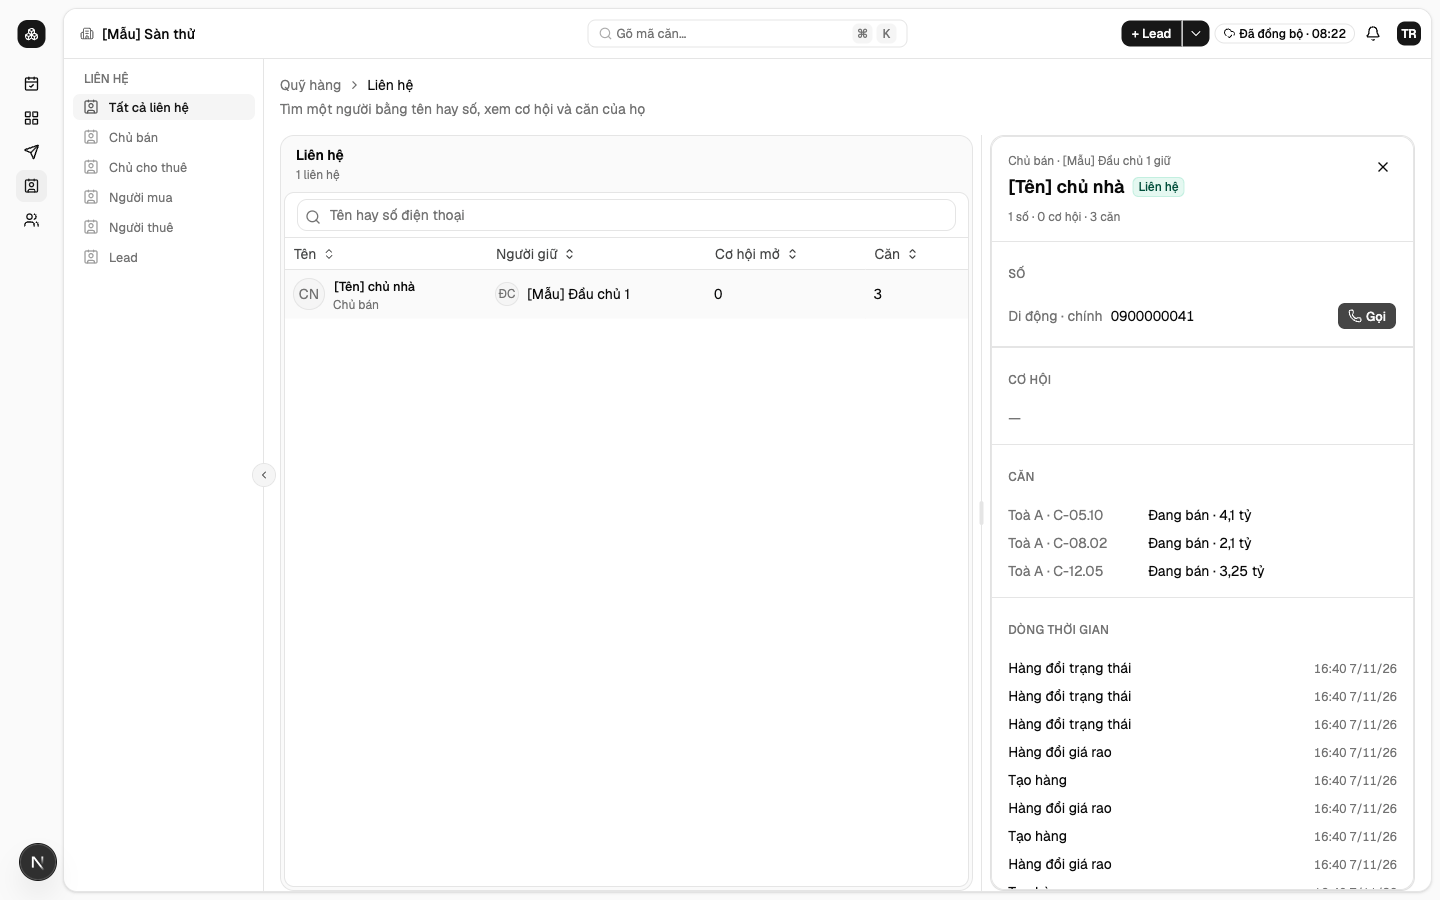 [Mẫu] Sàn thử
Gõ mã căn...
⌘ K
+ Lead
Đã đồng bộ · 08:22
TR
LIÊN HỆ
Tất cả liên hệ
Chủ bán
Chủ cho thuê
Người mua
Người thuê
Lead
N
Quỹ hàng > Liên hệ
Tìm một người bằng tên hay số, xem cơ hội và căn của họ
Liên hệ
1 liên hệ
Tên hay số điện thoại
Tên Người giữ Cơ hội mở Căn
CN [Tên] chủ nhà ĐC [Mẫu] Đầu chủ 1 0 3
Chủ bán
Chủ bán · [Mẫu] Đầu chủ 1 giữ
[Tên] chủ nhà Liên hệ
1 số · 0 cơ hội · 3 căn
SỐ
Di động · chính 0900000041 Gọi
CƠ HỘI
—
CĂN
Toà A · C-05.10 Đang bán · 4,1 tỷ
Toà A · C-08.02 Đang bán · 2,1 tỷ
Toà A · C-12.05 Đang bán · 3,25 tỷ
DÒNG THỜI GIAN
Hàng đổi trạng thái 16:40 7/11/26
Hàng đổi trạng thái 16:40 7/11/26
Hàng đổi trạng thái 16:40 7/11/26
Hàng đổi giá rao 16:40 7/11/26
Tạo hàng 16:40 7/11/26
Hàng đổi giá rao 16:40 7/11/26
Tạo hàng 16:40 7/11/26
Hàng đổi giá rao 16:40 7/11/26